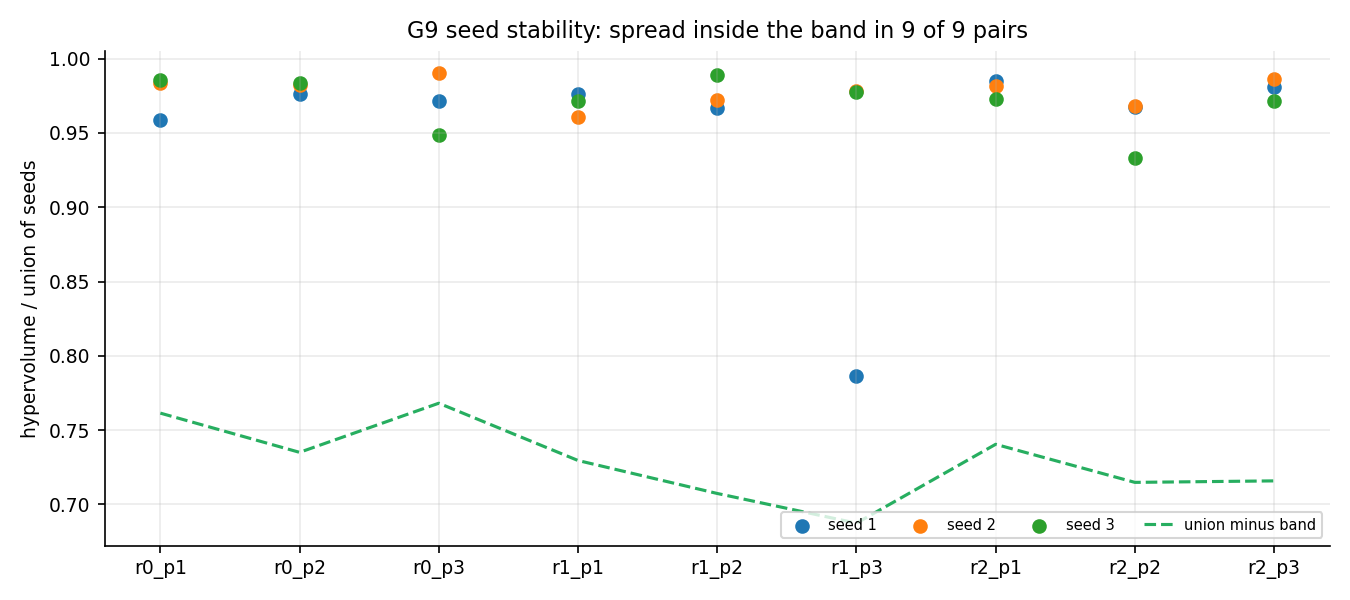 G9 seed stability: spread inside the band in 9 of 9 pairs
hypervolume / union of seeds
1.00
0.95
0.90
0.85
0.80
0.75
0.70
seed 1 seed 2 seed 3 union minus band
r0_p1 r0_p2 r0_p3 r1_p1 r1_p2 r1_p3 r2_p1 r2_p2 r2_p3